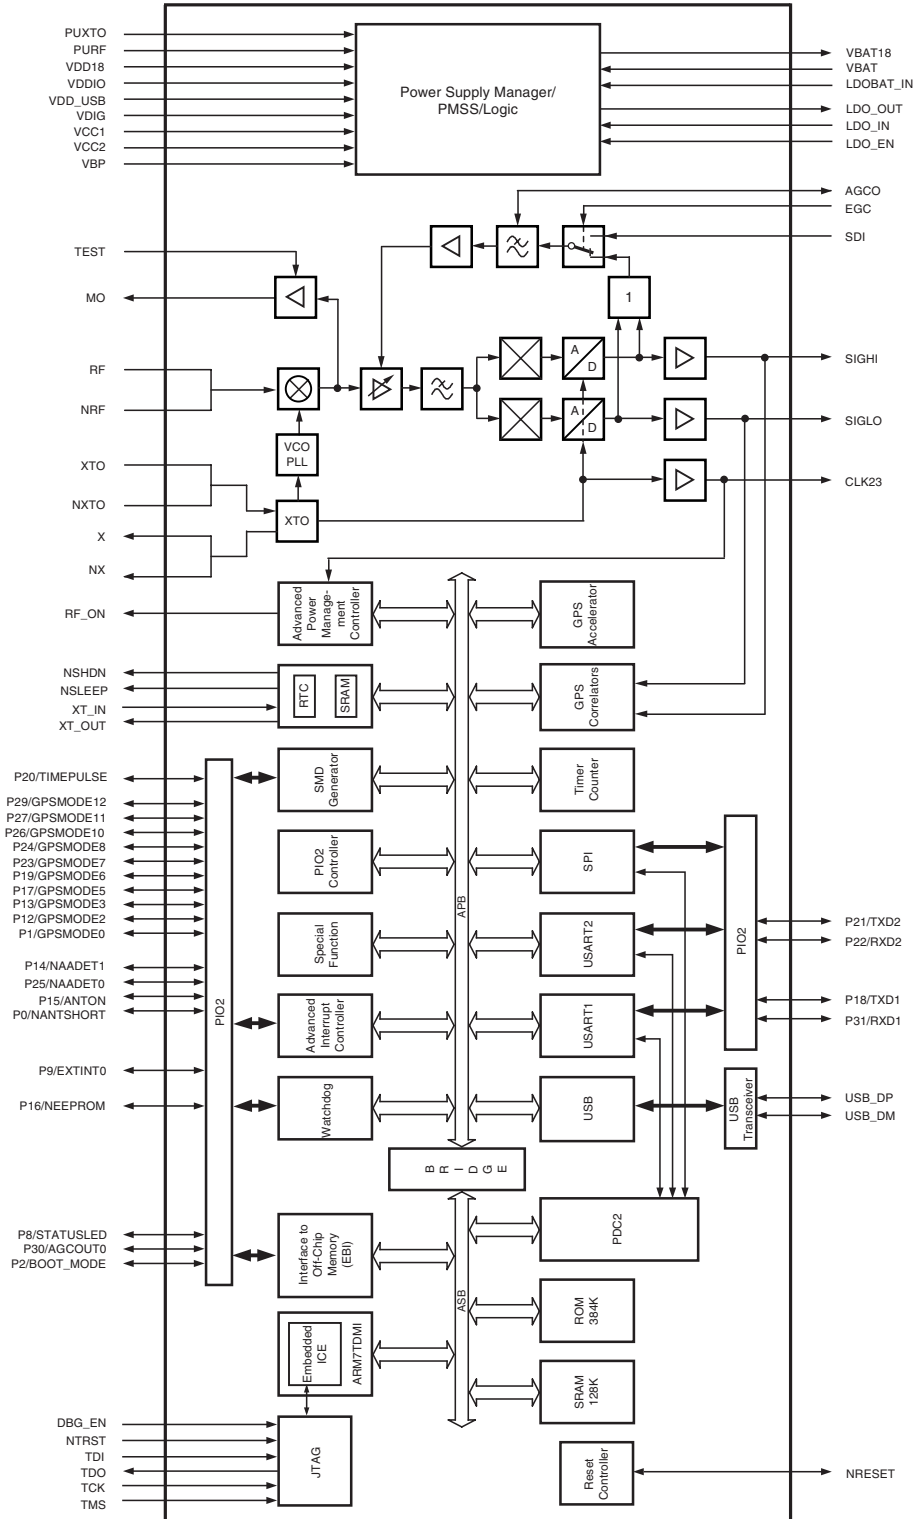 PUXTO
PURF
VDD18
VDDIO
VDD_USB
VDIG
VCC1
VCC2
VBP
Power Supply Manager/
PMSS/Logic
VBAT18
VBAT
LDOBAT_IN
LDO_OUT
LDO_IN
LDO_EN
AGCO
EGC
SDI
TEST
MO
1
RF
NRF
A
D
A
D
SIGHI
SIGLO
VCO
PLL
XTO
NXTO
XTO
CLK23
X
NX
RF_ON
Advanced
Power
Manage-
ment
Controller
GPS
Accelerator
NSHDN
NSLEEP
XT_IN
XT_OUT
RTC
SRAM
GPS
Correlators
P20/TIMEPULSE
SMD
Generator
Timer
Counter
P29/GPSMODE12
P27/GPSMODE11
P26/GPSMODE10
P24/GPSMODE8
P23/GPSMODE7
P19/GPSMODE6
P17/GPSMODE5
P13/GPSMODE3
P12/GPSMODE2
P1/GPSMODE0
PIO2
Controller
APB
SPI
Special
Function
USART2
PIO2
P21/TXD2
P22/RXD2
P14/NAADET1
P25/NAADET0
P15/ANTON
P0/NANTSHORT
PIO2
Advanced
Interrupt
Controller
USART1
P18/TXD1
P31/RXD1
P9/EXTINT0
P16/NEEPROM
Watchdog
USB
USB
Transceiver
USB_DP
USB_DM
BRIDGE
P8/STATUSLED
P30/AGCOUT0
P2/BOOT_MODE
Interface to
Off-Chip
Memory
(EBI)
PDC2
ASB
ROM
384K
Embedded
ICE
ARM7TDMI
SRAM
128K
DBG_EN
NTRST
TDI
TDO
TCK
TMS
JTAG
Reset
Controller
NRESET